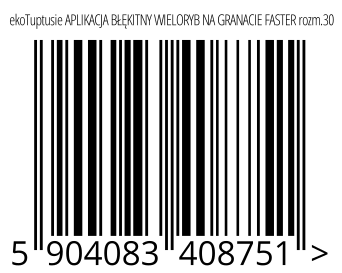 ekoTuptusie APLIKACJA BŁĘKITNY WIELORYB NA GRANACIE FASTER rozm.30
5 904083 408751 >